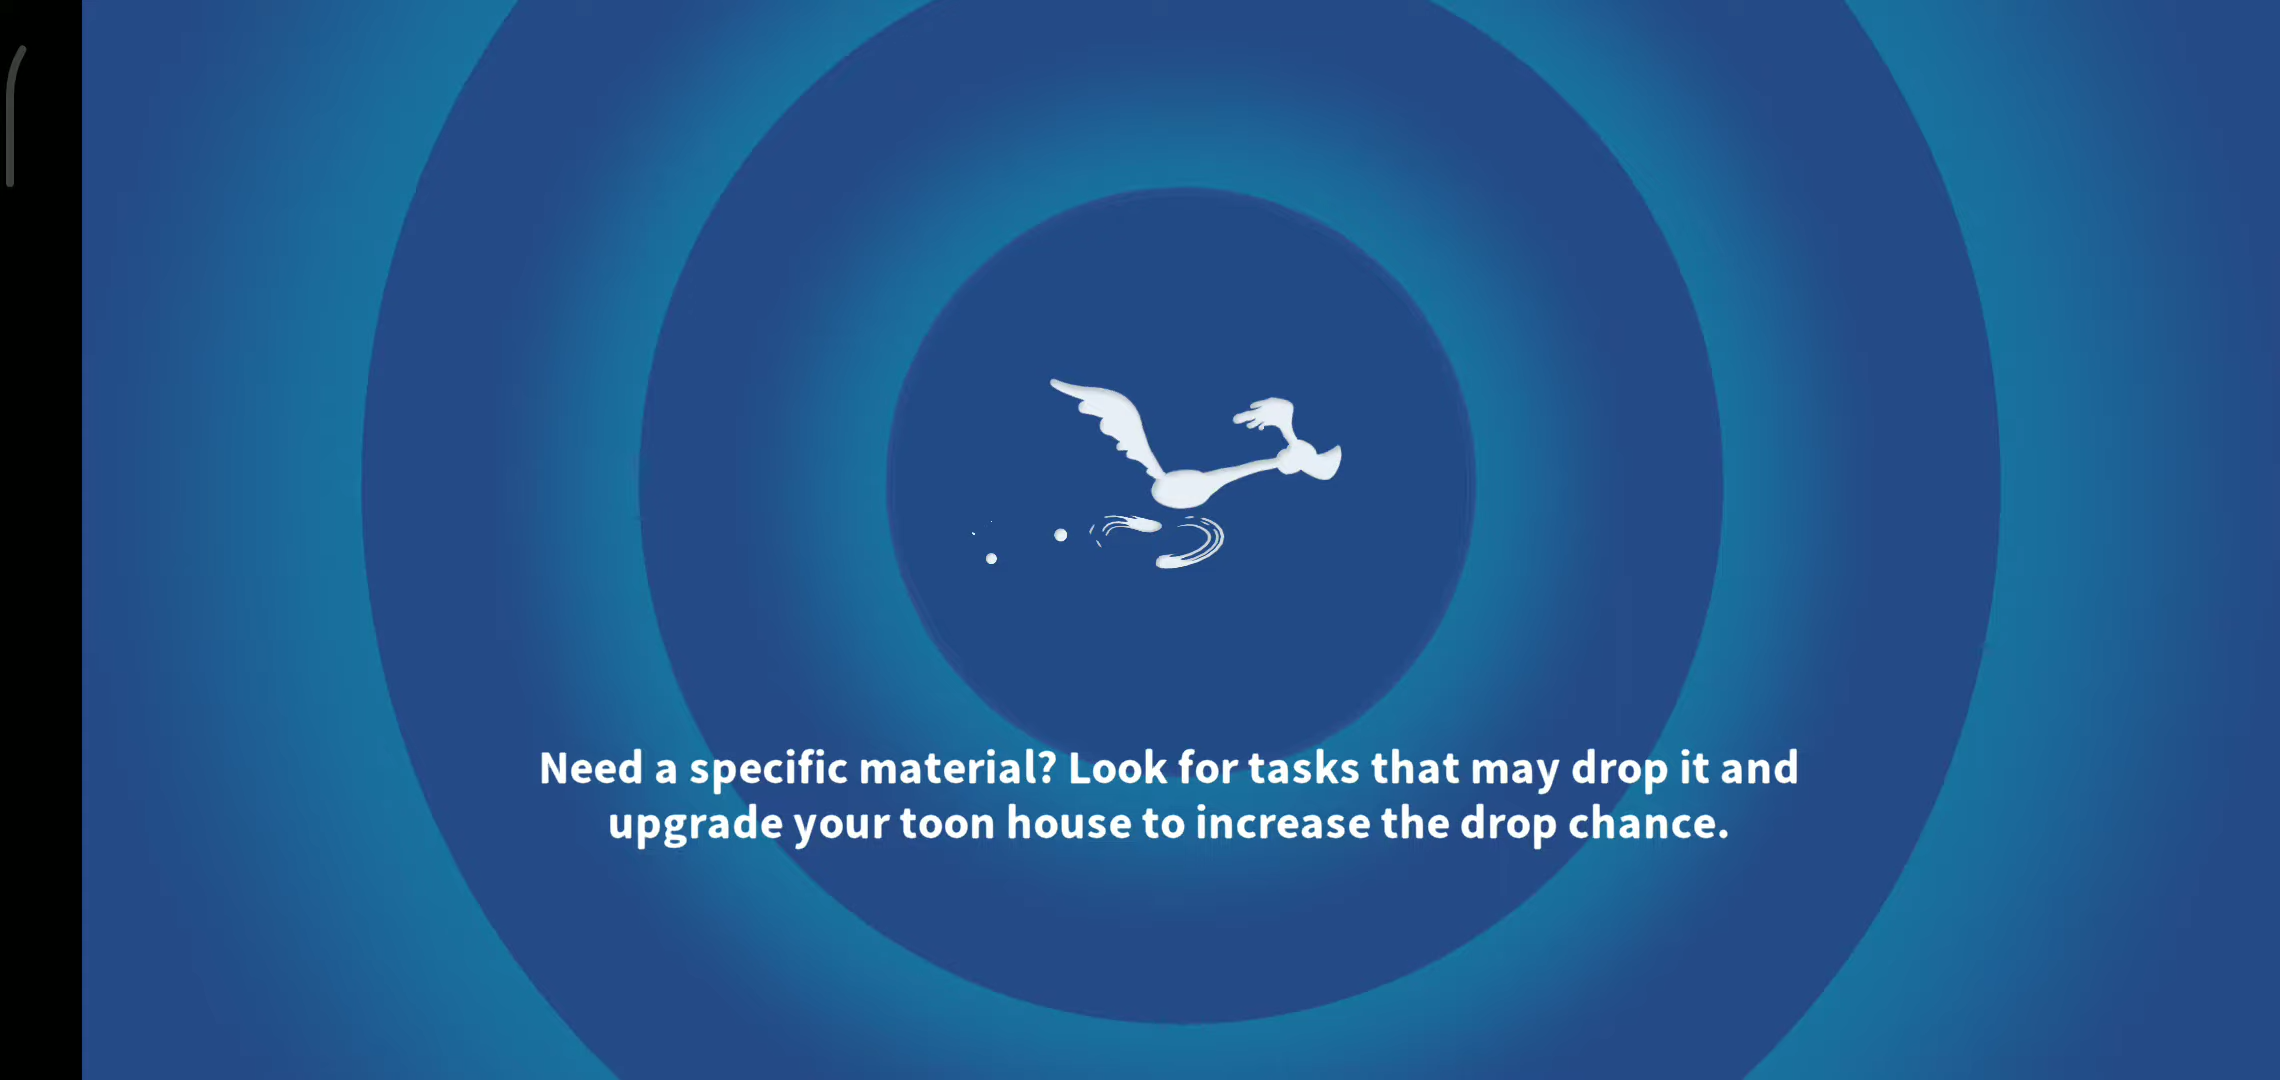 Need a specific material? Look for tasks that may drop it and
upgrade your toon house to increase the drop chance.